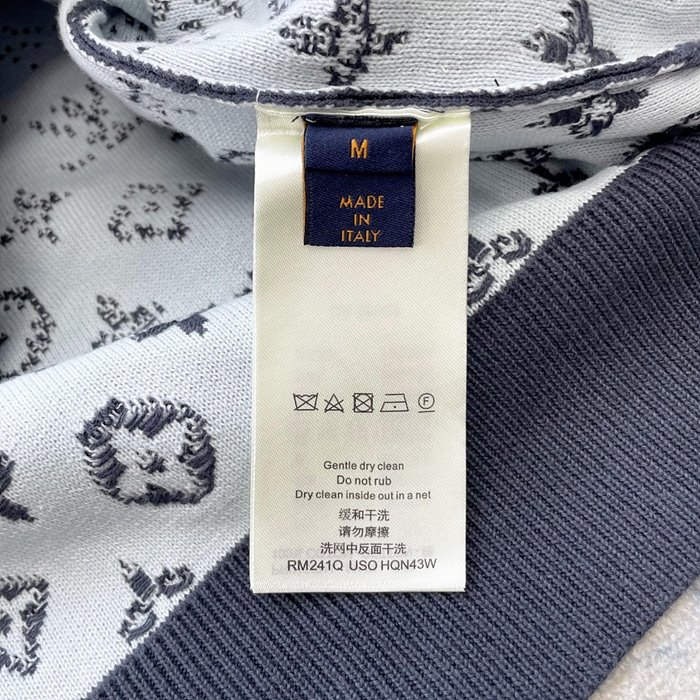 M
MADE
IN
ITALY
F
Gentle dry clean
Do not rub
Dry clean inside out in a net
缓和干洗
请勿摩擦
洗网中反面干洗
RM241Q USO HQN43W